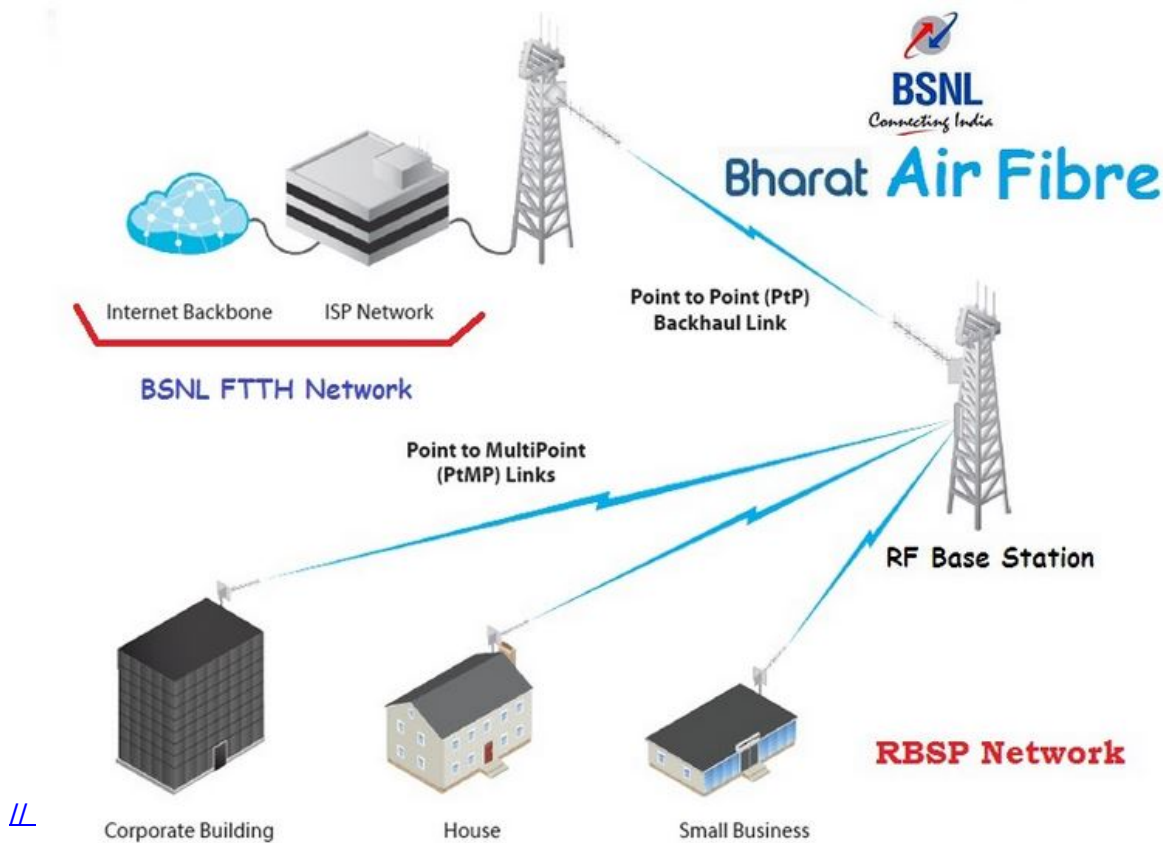 BSNL
Connecting India
Bharat Air Fibre
Internet Backbone
ISP Network
BSNL FTTH Network
Point to Point (PtP)
Backhaul Link
Point to MultiPoint
(PtMP) Links
RF Base Station
RBSP Network
//
Corporate Building
House
Small Business